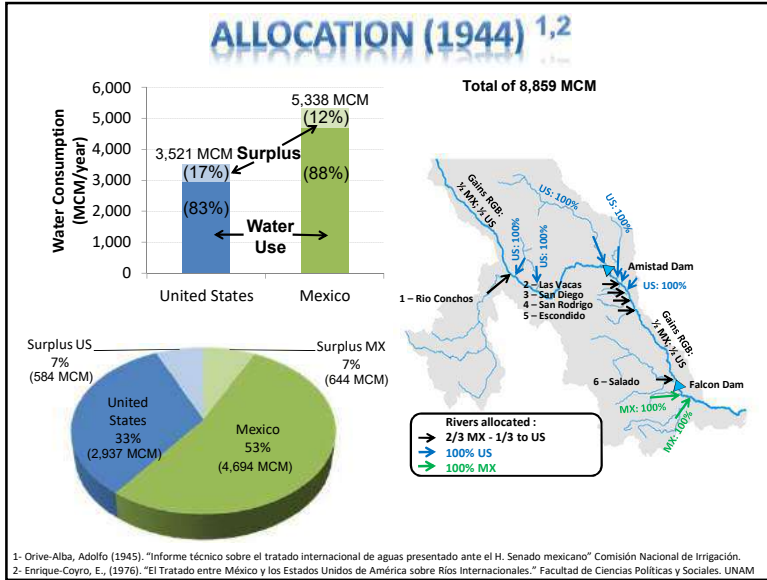 ALLOCATION (1944) 1,2
Total of 8,859 MCM
Water Consumption
(MCM/year)
6,000
5,000
4,000
3,000
2,000
1,000
0
5,338 MCM
(12%)
3,521 MCM
Surplus
(17%)
(88%)
(83%)
Water
Use
United States
Mexico
Surplus US
7%
(584 MCM)
Surplus MX
7%
(644 MCM)
United
States
33%
(2,937 MCM)
Mexico
53%
(4,694 MCM)
Gains RGB:
½ MX; ½ US
US: 100%
US: 100%
US: 100%
US: 100%
Amistad Dam
US: 100%
1 – Rio Conchos
2 – Las Vacas
3 – San Diego
4 – San Rodrigo
5 – Escondido
Gains RGB:
½ MX; ½ US
6 – Salado
Falcon Dam
MX: 100%
MX: 100%
Rivers allocated :
2/3 MX - 1/3 to US
100% US
100% MX
1- Orive-Alba, Adolfo (1945). “Informe técnico sobre el tratado internacional de aguas presentado ante el H. Senado mexicano” Comisión Nacional de Irrigación.
2- Enrique-Coyro, E., (1976). “El Tratado entre México y los Estados Unidos de América sobre Ríos Internacionales.” Facultad de Ciencias Políticas y Sociales. UNAM